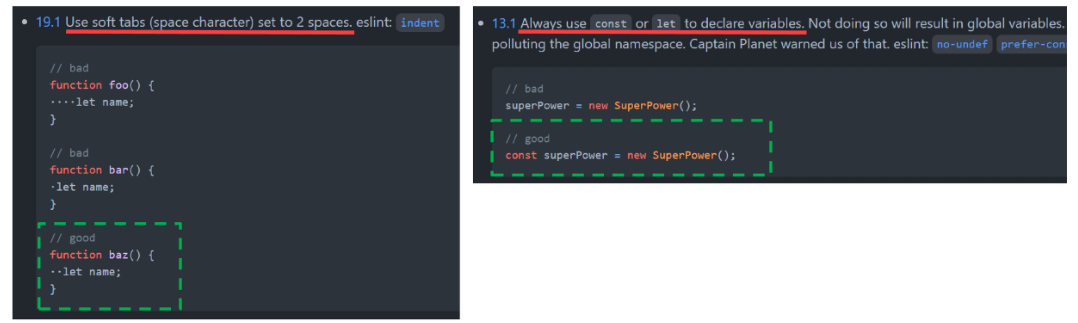 19.1 Use soft tabs (space character) set to 2 spaces. eslint: indent
// bad
function foo() {
····let name;
}
// bad
function bar() {
·let name;
}
// good
function baz() {
··let name;
}
13.1 Always use const or let to declare variables. Not doing so will result in global variables.
polluting the global namespace. Captain Planet warned us of that. eslint: no-undef
// bad
superPower = new SuperPower();
// good
const superPower = new SuperPower();